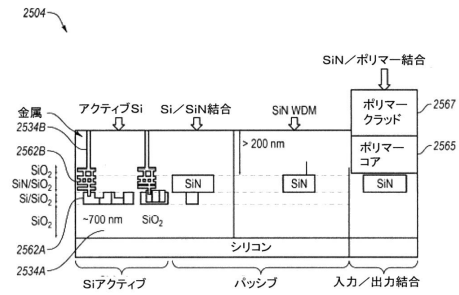 2504
SiN／ポリマー結合
金属
アクティブSi
Si／SiN結合
SiN WDM
ポリマー
クラッド
2567
2534B
2562B
> 200 nm
ポリマー
コア
2565
SiO2
SiN/SiO2
Si/SiO2
SiO2
SiN
SiN
SiN
~700 nm
SiO2
2562A
2534A
シリコン
Siアクティブ
パッシブ
入力／出力結合